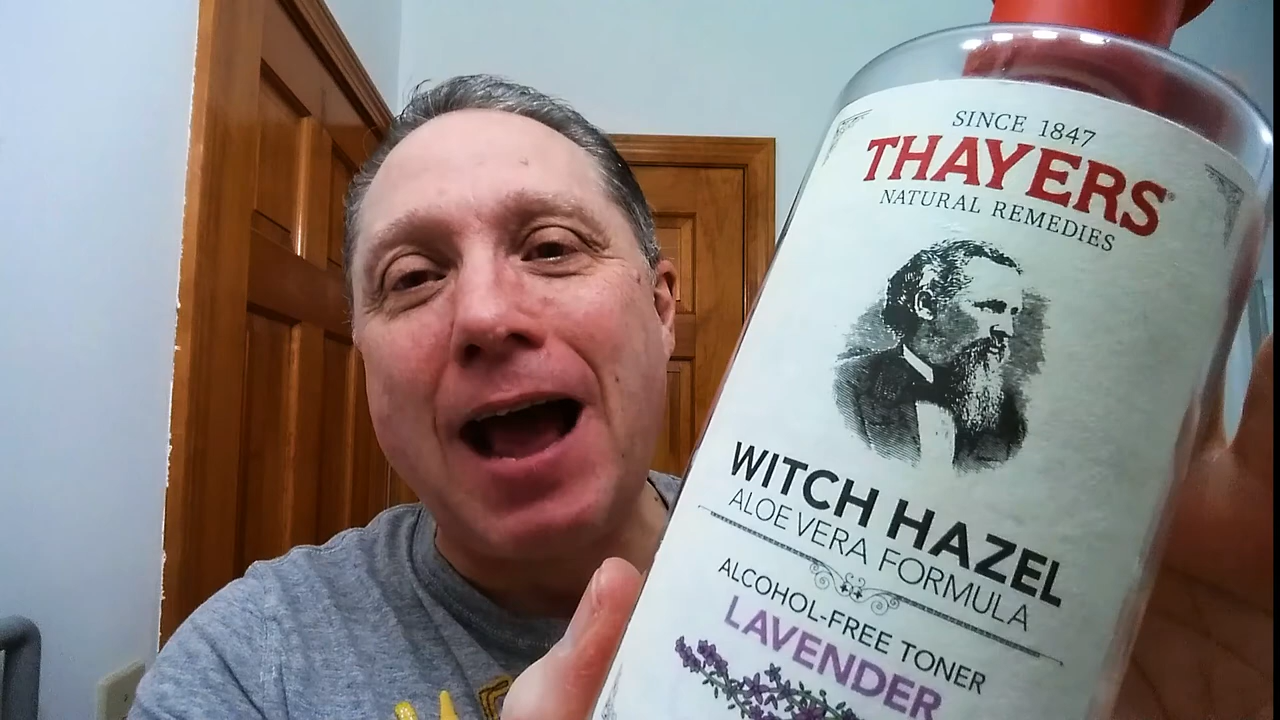 SINCE 1847
THAYERS®
NATURAL REMEDIES
WITCH HAZEL
ALOE VERA FORMULA
ALCOHOL-FREE TONER
LAVENDER